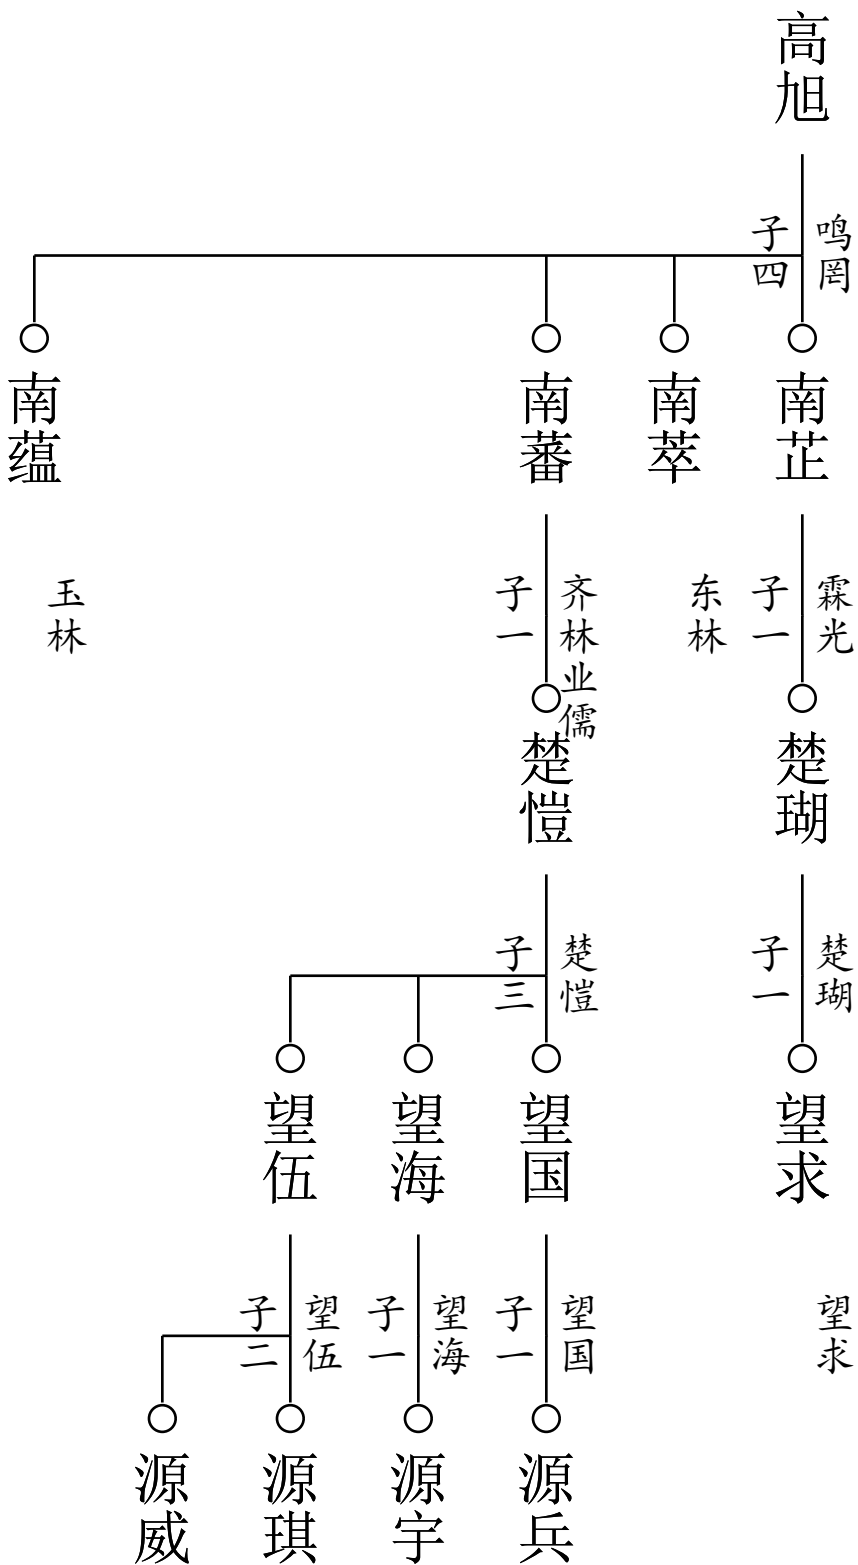 高旭
鸣罔
子四
南芷
南萃
南蕃
南蕴
霖光
子一
东林
齐林业儒
子一
玉林
楚瑚
楚愷
楚瑚
子一
楚愷
子三
望求
望国
望海
望伍
望求
望国
子一
望海
子一
望伍
子二
源兵
源宇
源琪
源威